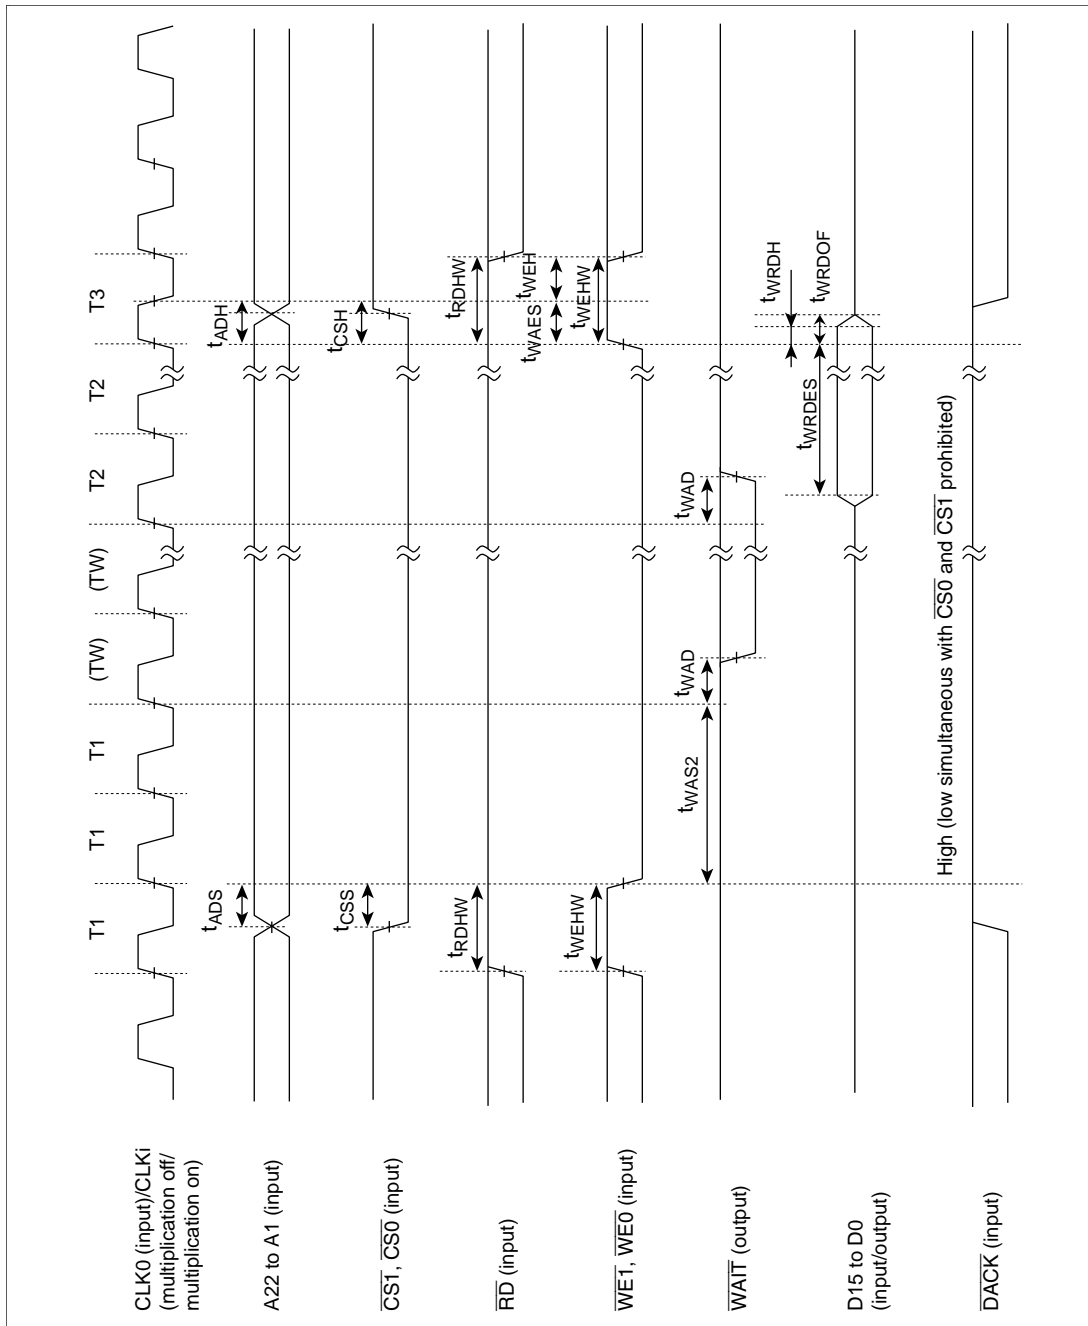 T1 T1 T1 (TW) (TW) T2 T2 T3
CLK0 (input)/CLKi
(multiplication off/
multiplication on)
tADS tADH
A22 to A1 (input)
tCSS tCSH
CS1, CS0 (input)
tRDHW tRDHW
RD (input)
tWAES tWEH
tWEHW tWEHW
WE1, WE0 (input)
tWAS2 tWAD tWAD
WAIT (output)
tWRDH
tWRDES tWRDOF
D15 to D0
(input/output)
High (low simultaneous with CS0 and CS1 prohibited)
DACK (input)